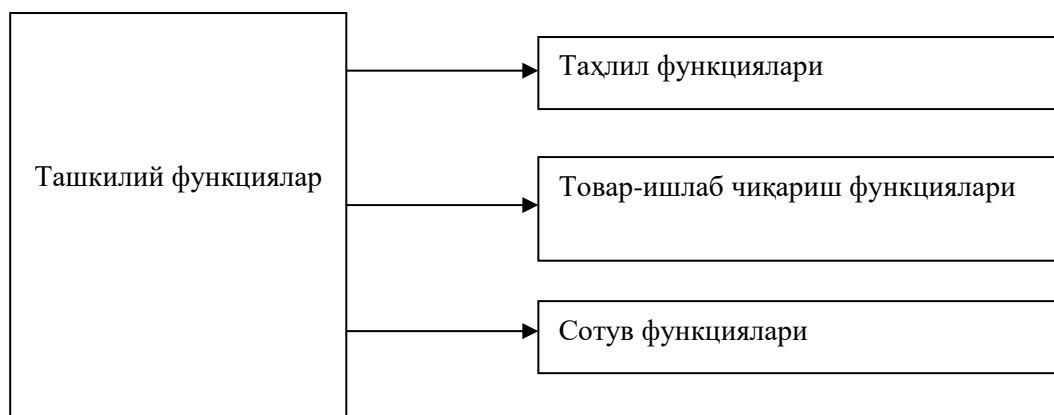 Ташкилий функциялар
Таҳлил функциялари
Товар-ишлаб чиқариш функциялари
Сотув функциялари